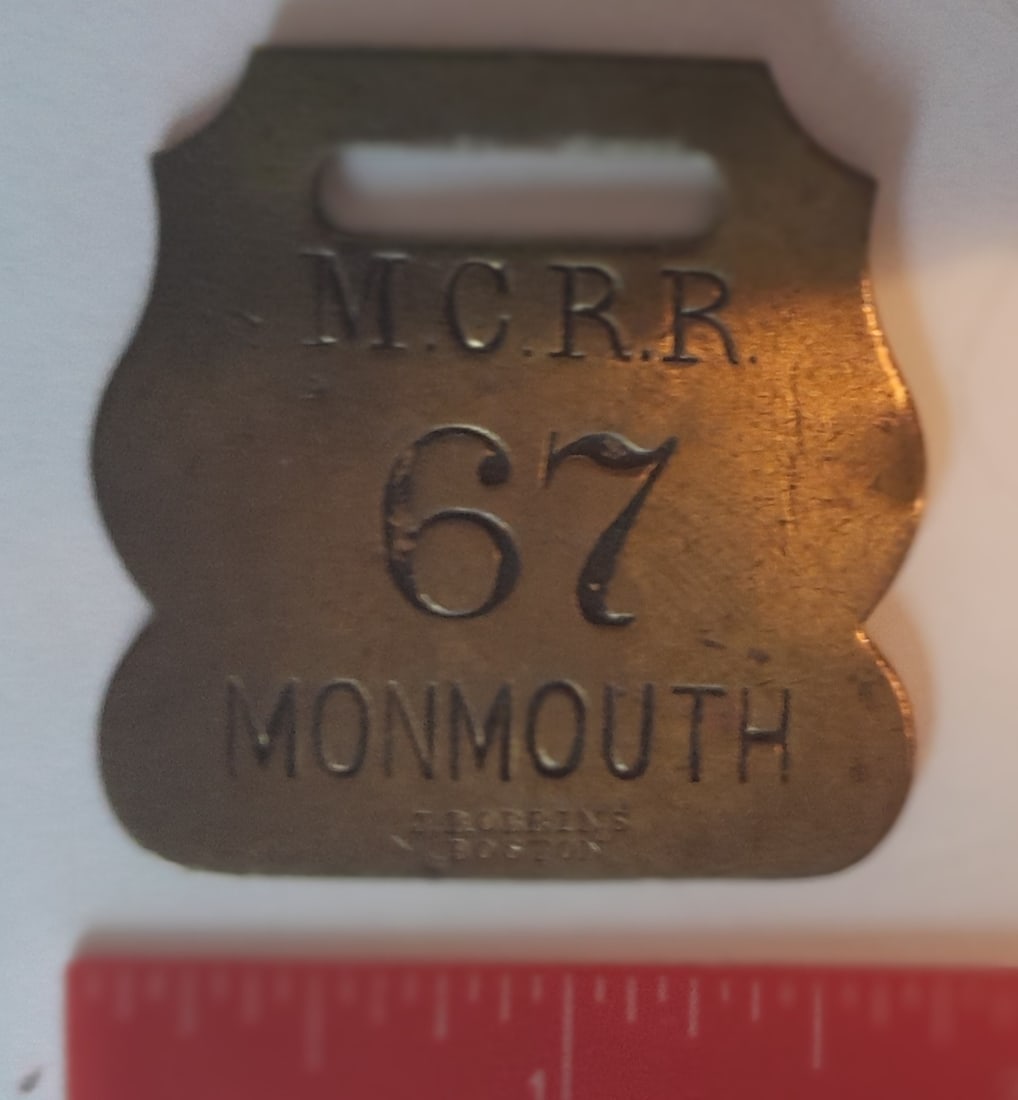 M.C.R.R.
67
MONMOUTH
J. ROBBINS
BOSTON
1